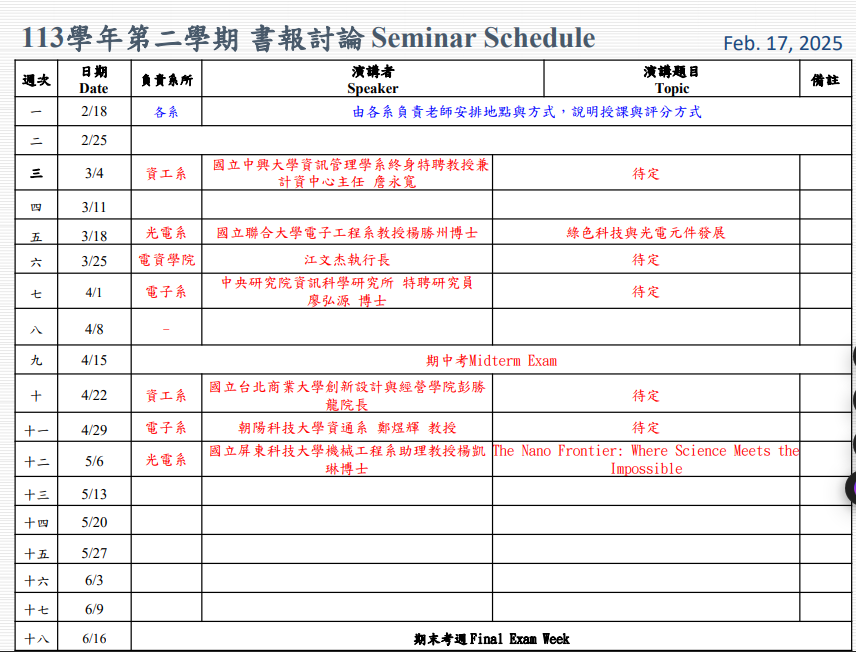 113學年第二學期 書報討論 Seminar Schedule
Feb. 17, 2025
週次 日期 Date 負責系所 演講者 Speaker 演講題目 Topic 備註
一 2/18 各系 由各系負責老師安排地點與方式，說明授課與評分方式
二 2/25
三 3/4 資工系 國立中興大學資訊管理學系終身特聘教授兼計資中心主任 詹永寬 待定
四 3/11
五 3/18 光電系 國立聯合大學電子工程系教授楊勝州博士 綠色科技與光電元件發展
六 3/25 電資學院 江文杰執行長 待定
七 4/1 電子系 中央研究院資訊科學研究所 特聘研究員 廖弘源 博士 待定
八 4/8 –
九 4/15 期中考Midterm Exam
十 4/22 資工系 國立台北商業大學創新設計與經營學院彭勝龍院長 待定
十一 4/29 電子系 朝陽科技大學資通系 鄭煜輝 教授 待定
十二 5/6 光電系 國立屏東科技大學機械工程系助理教授楊凱琳博士 The Nano Frontier: Where Science Meets the Impossible
十三 5/13
十四 5/20
十五 5/27
十六 6/3
十七 6/9
十八 6/16 期末考週Final Exam Week